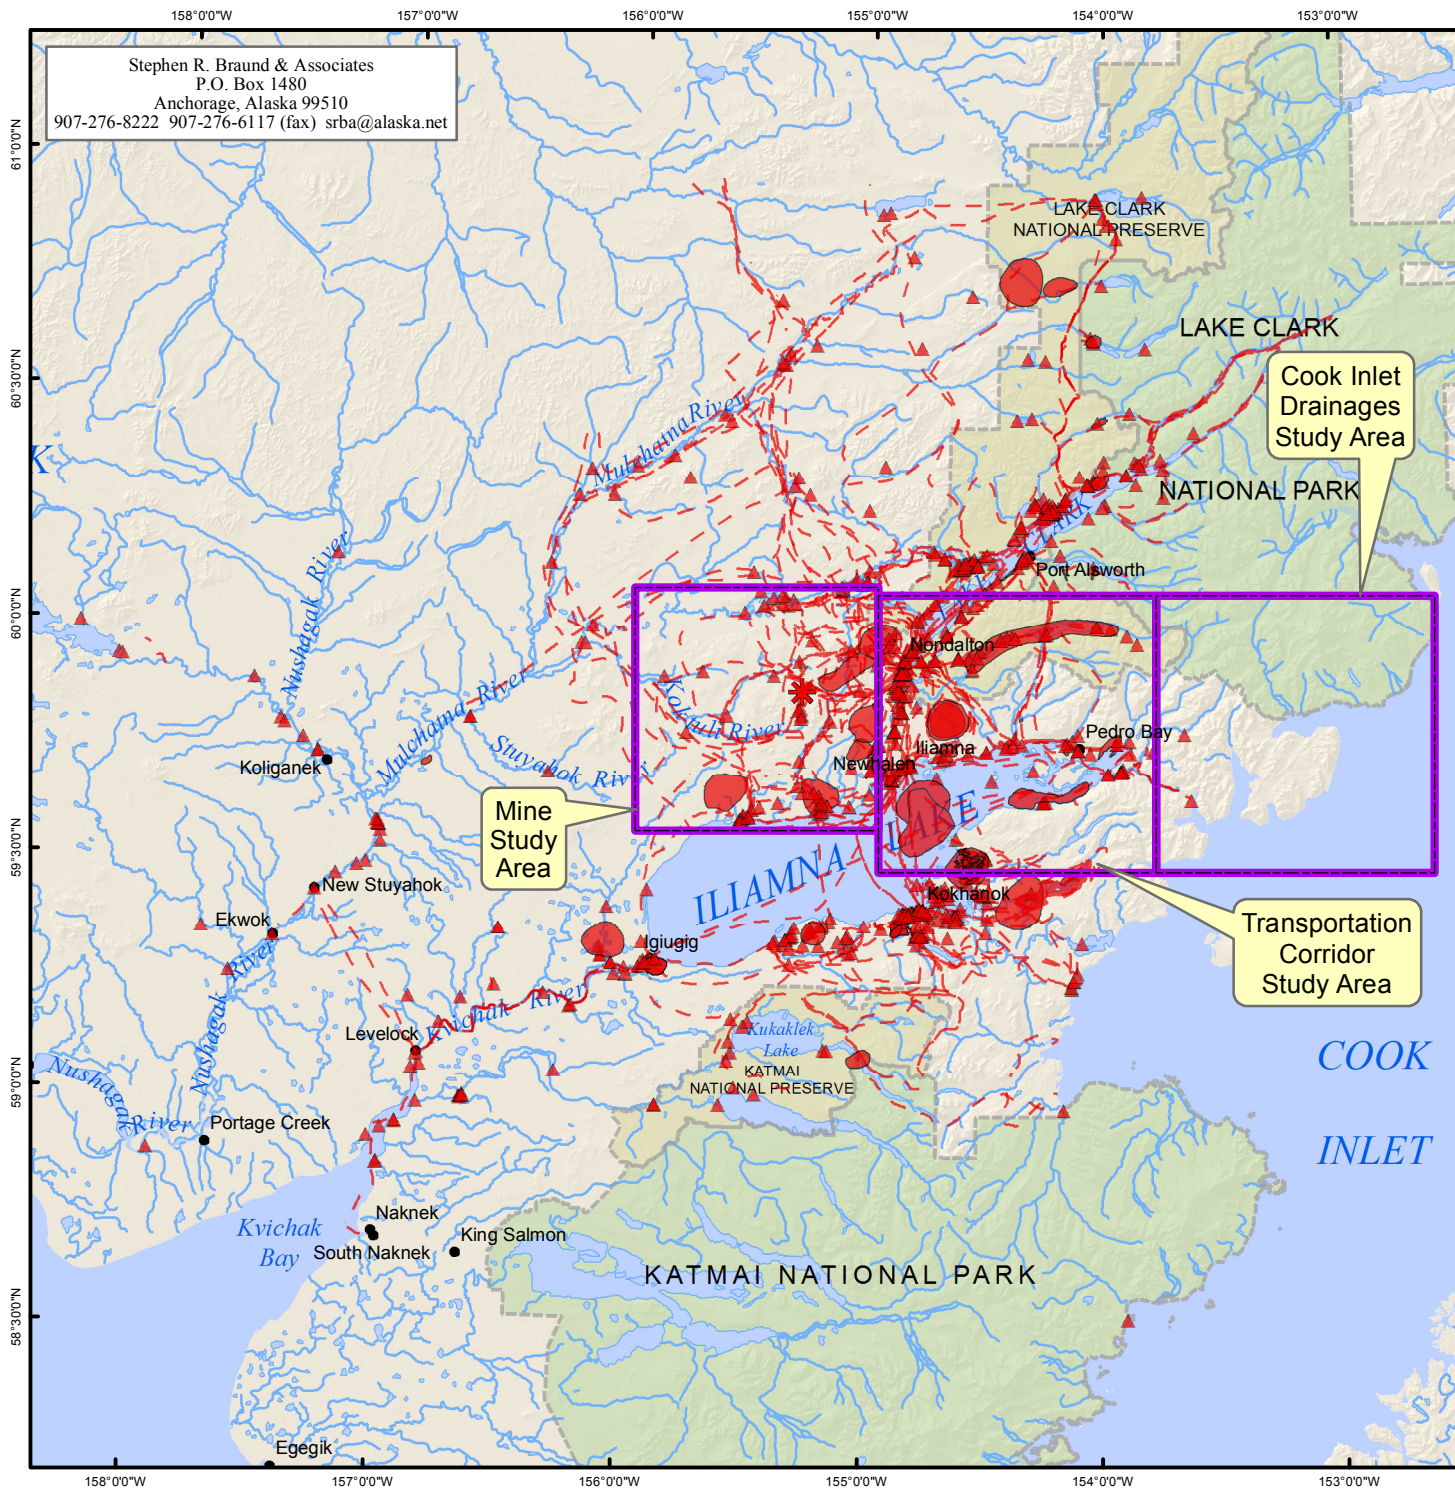 158°0'0"W
157°0'0"W
156°0'0"W
155°0'0"W
154°0'0"W
153°0'0"W
Stephen R. Braund & Associates
P.O. Box 1480
Anchorage, Alaska 99510
907-276-8222 907-276-6117 (fax) srba@alaska.net
61°0'0"N
60°30'0"N
60°0'0"N
59°30'0"N
59°0'0"N
58°30'0"N
LAKE CLARK
NATIONAL PRESERVE
LAKE CLARK
NATIONAL PARK
Cook Inlet
Drainages
Study Area
K
Mulchatna River
LAKE CLARK
Port Alsworth
Nushagak River
Nondalton
Koktuli River
Mulchatna River
Stuyahok River
Koliganek
Iliamna
Pedro Bay
Newhalen
Mine
Study
Area
ILIAMNA LAKE
New Stuyahok
Kokhanok
Ekwok
Igiugig
Transportation
Corridor
Study Area
Nushagak River
Kvichak River
Levelock
Kukaklek
Lake
KATMAI
NATIONAL PRESERVE
COOK
INLET
Nushagak
River
Portage Creek
Naknek
Kvichak
Bay
South Naknek
King Salmon
KATMAI NATIONAL PARK
Egegik
158°0'0"W
157°0'0"W
156°0'0"W
155°0'0"W
154°0'0"W
153°0'0"W